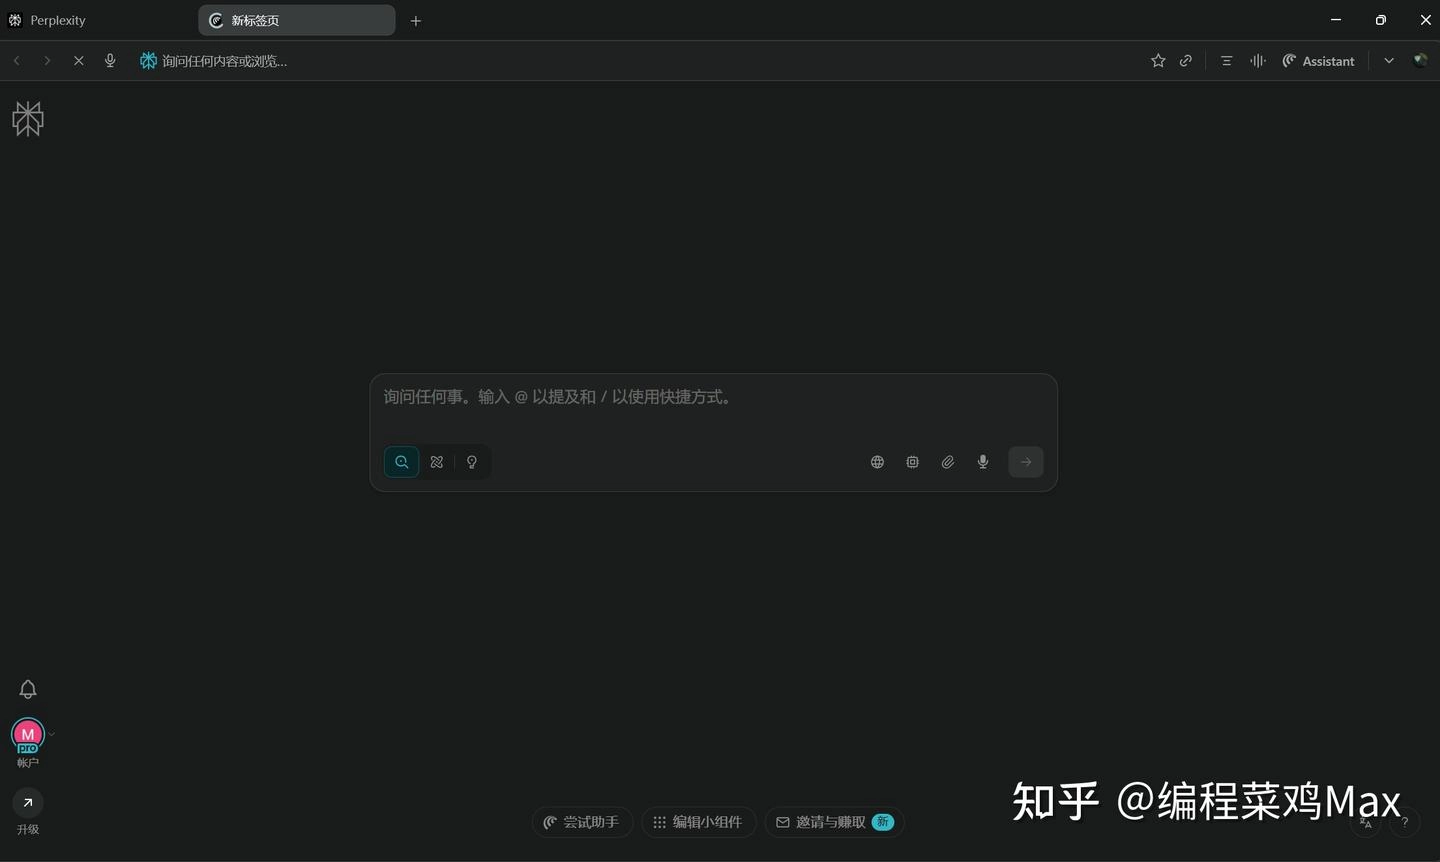 Perplexity
新标签页
询问任何内容或浏览...
Assistant
询问任何事。输入 @ 以提及和 / 以使用快捷方式。
M
pro
帐户
升级
尝试助手
编辑小组件
邀请与赚取 新
知乎 @编程菜鸡Max
?